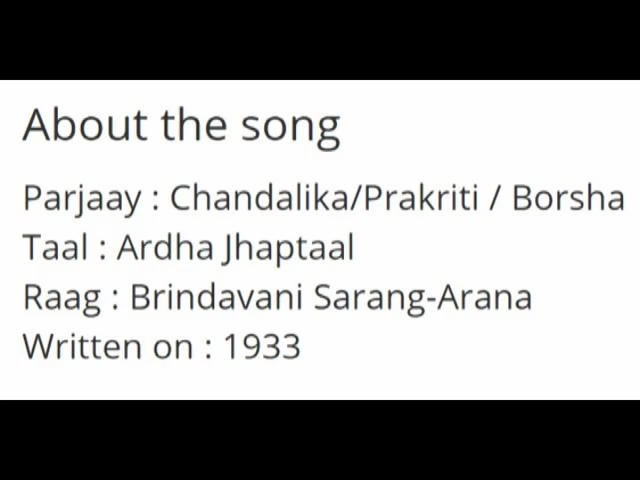 About the song
Parjaay : Chandalika/Prakriti / Borsha
Taal : Ardha Jhaptaal
Raag : Brindavani Sarang-Arana
Written on : 1933